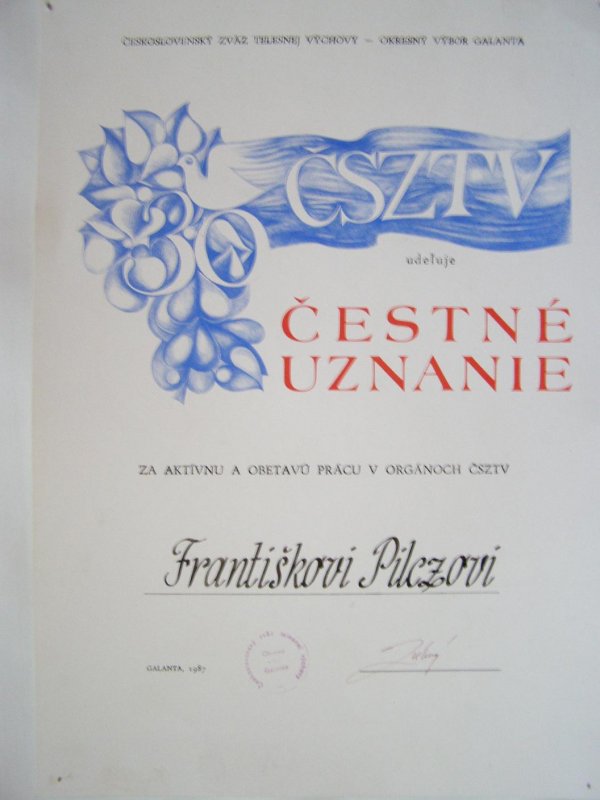 ČESKOSLOVENSKÝ ZVÄZ TELESNEJ VÝCHOVY – OKRESNÝ VÝBOR GALANTA
30
ČSZTV
udeľuje
ČESTNÉ
UZNANIE
ZA AKTÍVNU A OBETAVÚ PRÁCU V ORGÁNOCH ČSZTV
Františkovi Pilczovi
GALANTA, 1987